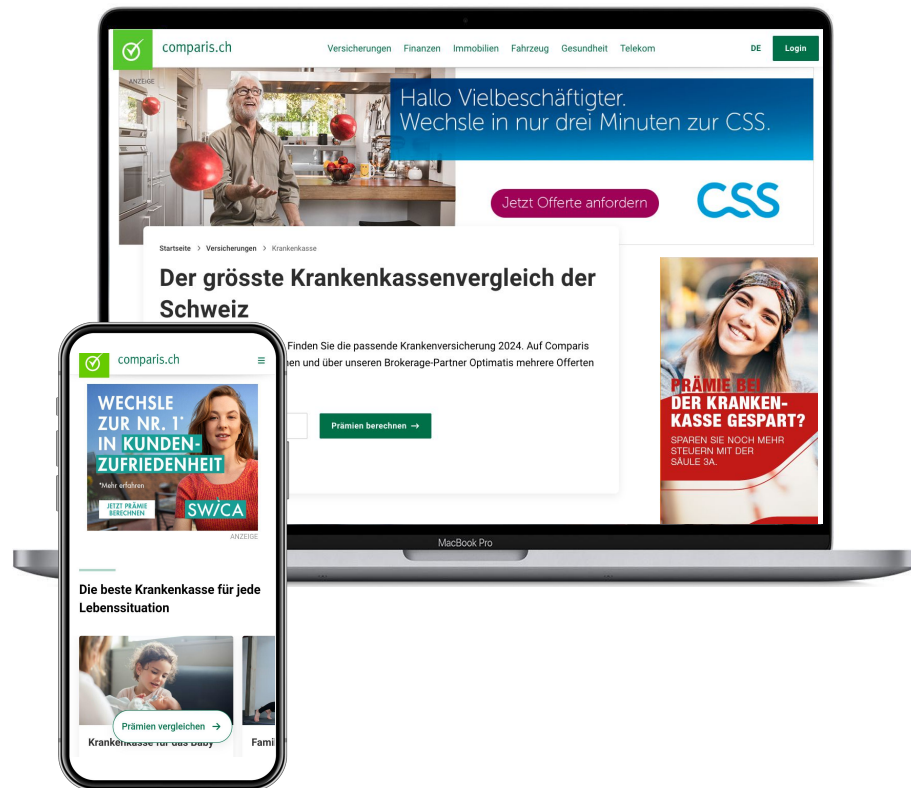 comparis.ch
Versicherungen Finanzen Immobilien Fahrzeug Gesundheit Telekom
DE
Login
ANZEIGE
Hallo Vielbeschäftigter.
Wechsle in nur drei Minuten zur CSS.
Jetzt Offerte anfordern
CSS
Startseite > Versicherungen > Krankenkasse
Der grösste Krankenkassenvergleich der
Schweiz
Finden Sie die passende Krankenversicherung 2024. Auf Comparis
und über unseren Brokerage-Partner Optimatis mehrere Offerten
Prämien berechnen →
PRÄMIE BEI
DER KRANKEN-
KASSE GESPART?
SPAREN SIE NOCH MEHR
STEUERN MIT DER
SÄULE 3A.
MacBook Pro
comparis.ch
WECHSLE
ZUR NR. 1*
IN KUNDEN-
ZUFRIEDENHEIT
*Mehr erfahren
JETZT PRÄMIE
BERECHNEN
SWICA
ANZEIGE
Die beste Krankenkasse für jede
Lebenssituation
Prämien vergleichen →
Krankenkasse für das Baby
Famil